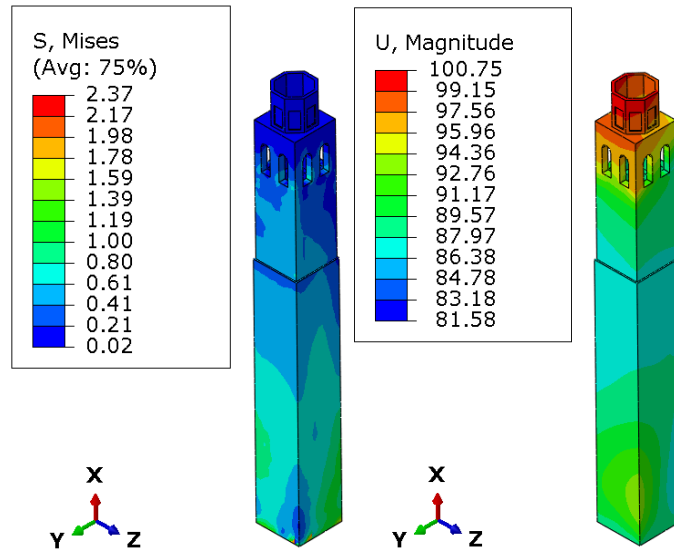 S, Mises
(Avg: 75%)
2.37
2.17
1.98
1.78
1.59
1.39
1.19
1.00
0.80
0.61
0.41
0.21
0.02
X
Y
Z
U, Magnitude
100.75
99.15
97.56
95.96
94.36
92.76
91.17
89.57
87.97
86.38
84.78
83.18
81.58
X
Y
Z